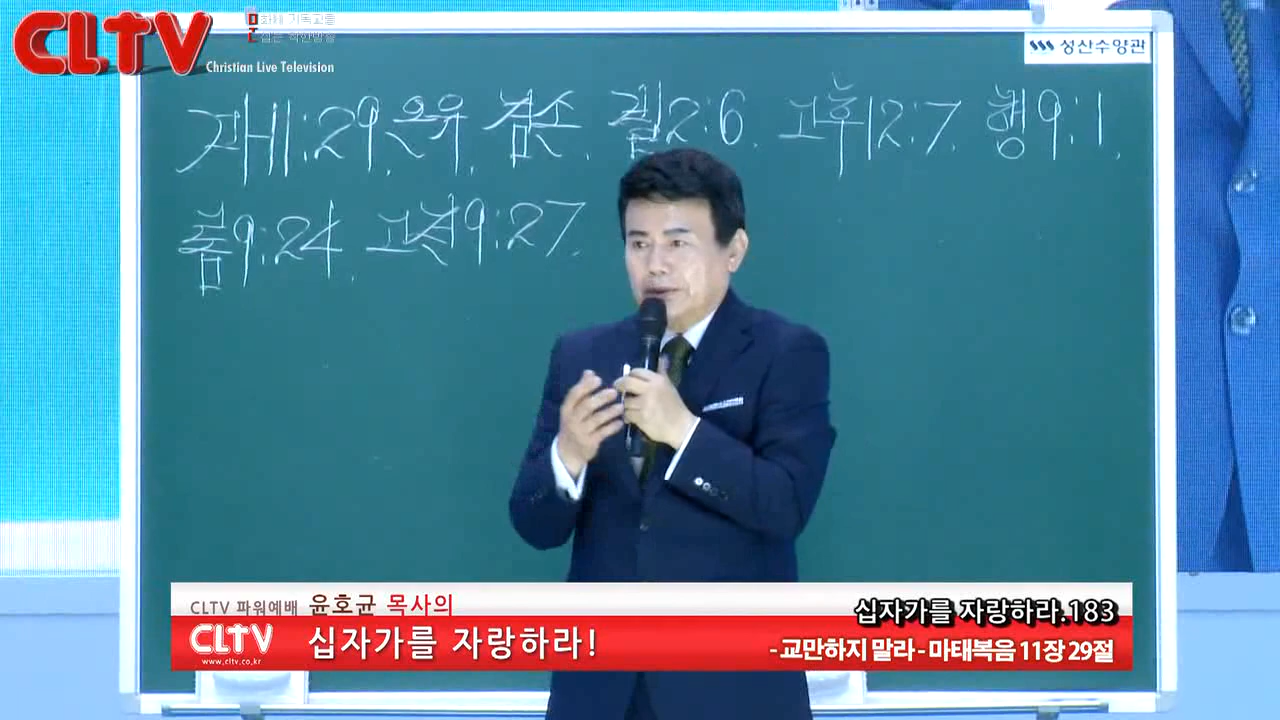 CLTV
Christian Live Television
성산수양관
29, 온유. 겸손. 빌2:6. 고후12:7. 행9:1.
9:24. 고전9:27.
CLTV 파워예배 윤호균 목사의
십자가를 자랑하라.183
CLTV
www.cltv.co.kr
십자가를 자랑하라!
- 교만하지 말라 - 마태복음 11장 29절